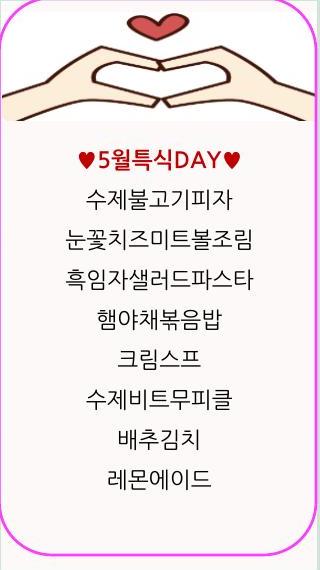 ♥5월특식DAY♥
수제불고기피자
눈꽃치즈미트볼조림
흑임자샐러드파스타
햄야채볶음밥
크림스프
수제비트무피클
배추김치
레몬에이드